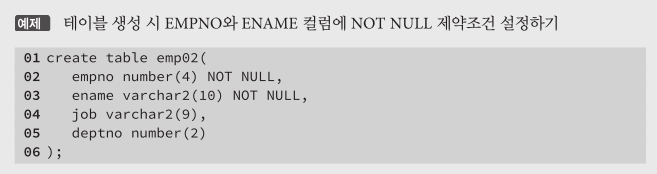 예제 테이블 생성 시 EMPNO와 ENAME 컬럼에 NOT NULL 제약조건 설정하기
01 create table emp02(
02 empno number(4) NOT NULL,
03 ename varchar2(10) NOT NULL,
04 job varchar2(9),
05 deptno number(2)
06 );